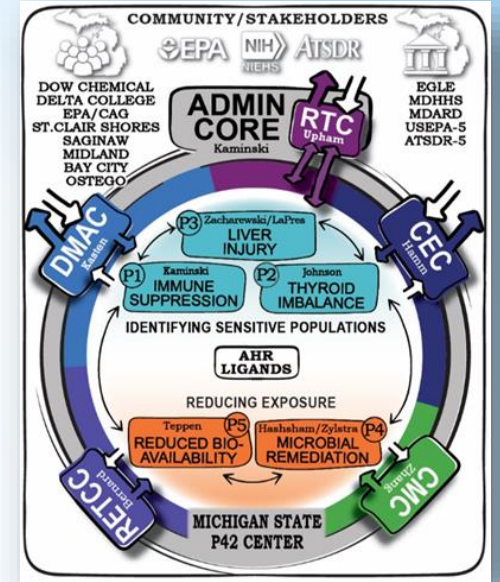 COMMUNITY/STAKEHOLDERS
EPA
NIH
NIEHS
ATSDR
DOW CHEMICAL
DELTA COLLEGE
EPA/CAG
ST.CLAIR SHORES
SAGINAW
MIDLAND
BAY CITY
OSTEGO
EGLE
MDHHS
MDARD
USEPA-5
ATSDR-5
ADMIN
CORE
Kaminski
RTC
Upham
DMAC
Kasten
CEC
Hamm
P3
Zacharewski/LaPres
LIVER
INJURY
P1
Kaminski
IMMUNE
SUPPRESSION
P2
Johnson
THYROID
IMBALANCE
IDENTIFYING SENSITIVE POPULATIONS
AHR
LIGANDS
REDUCING EXPOSURE
Teppen
P5
REDUCED BIO-
AVAILABILITY
Hashsham/Zylstra
P4
MICROBIAL
REMEDIATION
RETCC
Bernard
CMC
Zhang
MICHIGAN STATE
P42 CENTER